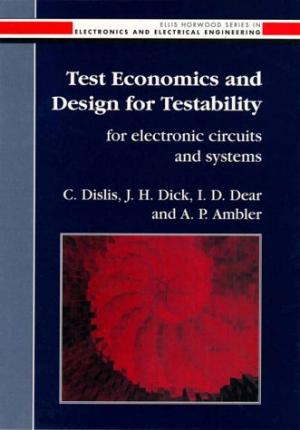 ELLIS HORWOOD SERIES IN
ELECTRONICS AND ELECTRICAL ENGINEERING
Test Economics and
Design for Testability
for electronic circuits
and systems
C. Dislis, J. H. Dick, I. D. Dear
and A. P. Ambler